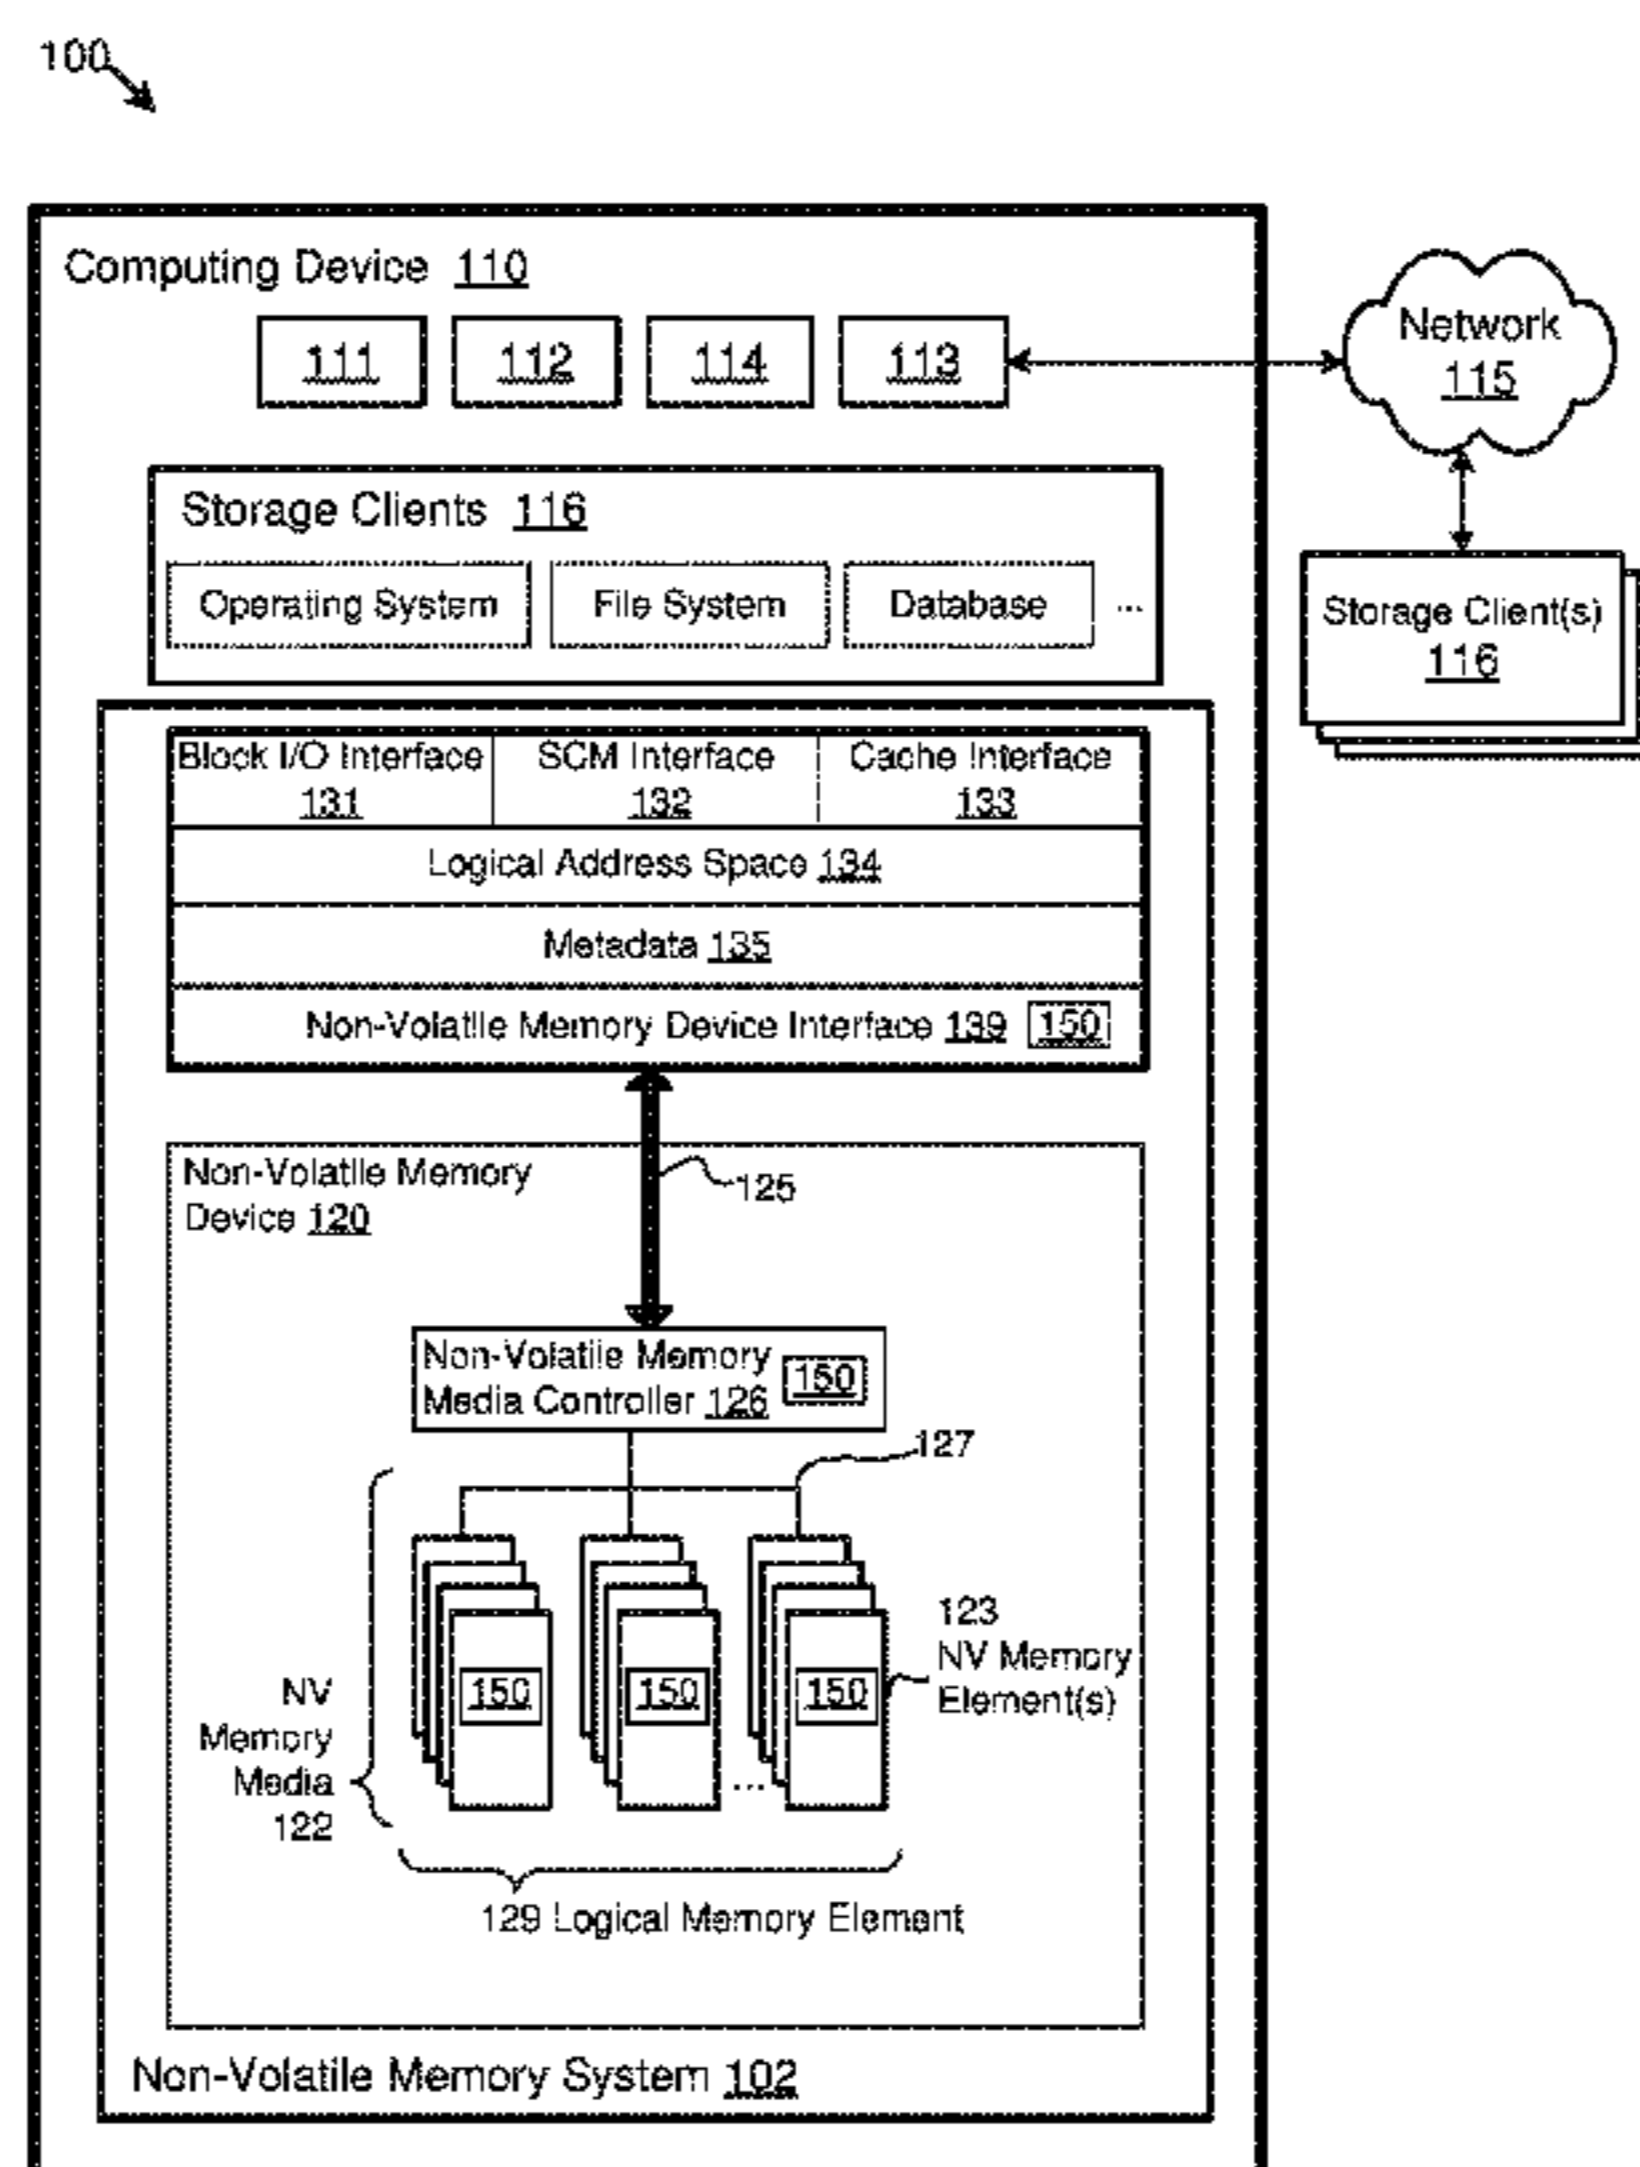 100
Computing Device 110
111 112 114 113
Network
115
Storage Clients 116
Operating System File System Database ...
Storage Client(s)
116
Block I/O Interface
131
SCM Interface
132
Cache Interface
133
Logical Address Space 134
Metadata 135
Non-Volatile Memory Device Interface 139 150
Non-Volatile Memory
Device 120
125
Non-Volatile Memory
Media Controller 126
150
127
123
NV Memory
Element(s)
150 150 150
...
NV
Memory
Media
122
129 Logical Memory Element
Non-Volatile Memory System 102